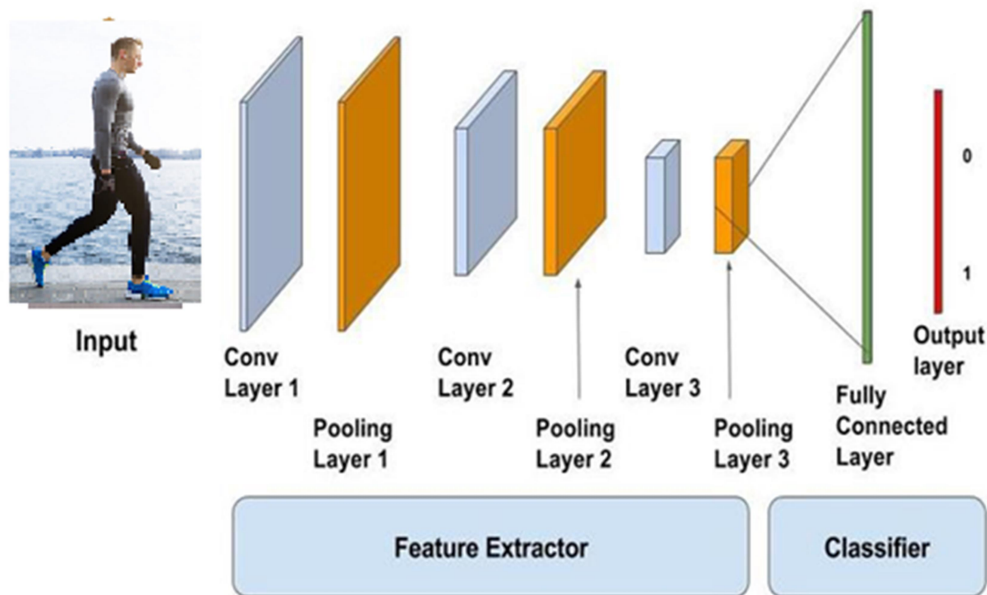 Input
Conv
Layer 1
Pooling
Layer 1
Conv
Layer 2
Pooling
Layer 2
Conv
Layer 3
Pooling
Layer 3
Fully
Connected
Layer
0
1
Output
layer
Feature Extractor
Classifier